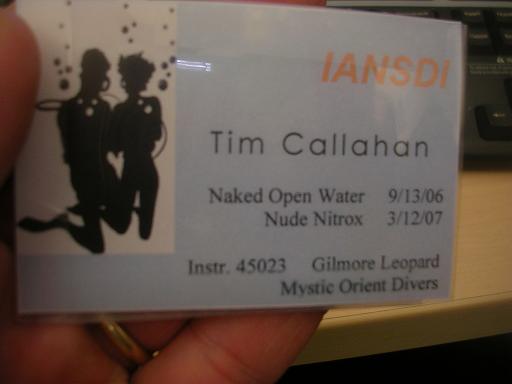 IANSDI
Tim Callahan
Naked Open Water 9/13/06
Nude Nitrox 3/12/07
Instr. 45023 Gilmore Leopard
Mystic Orient Divers